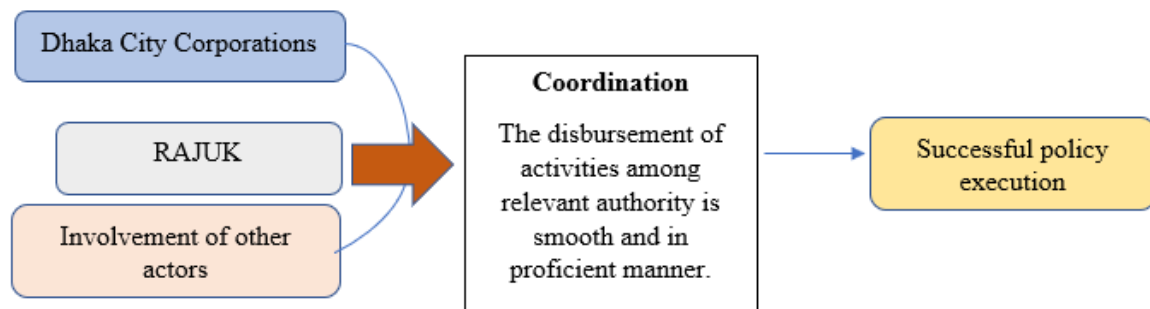 Dhaka City Corporations
RAJUK
Involvement of other
actors
Coordination
The disbursement of
activities among
relevant authority is
smooth and in
proficient manner.
Successful policy
execution